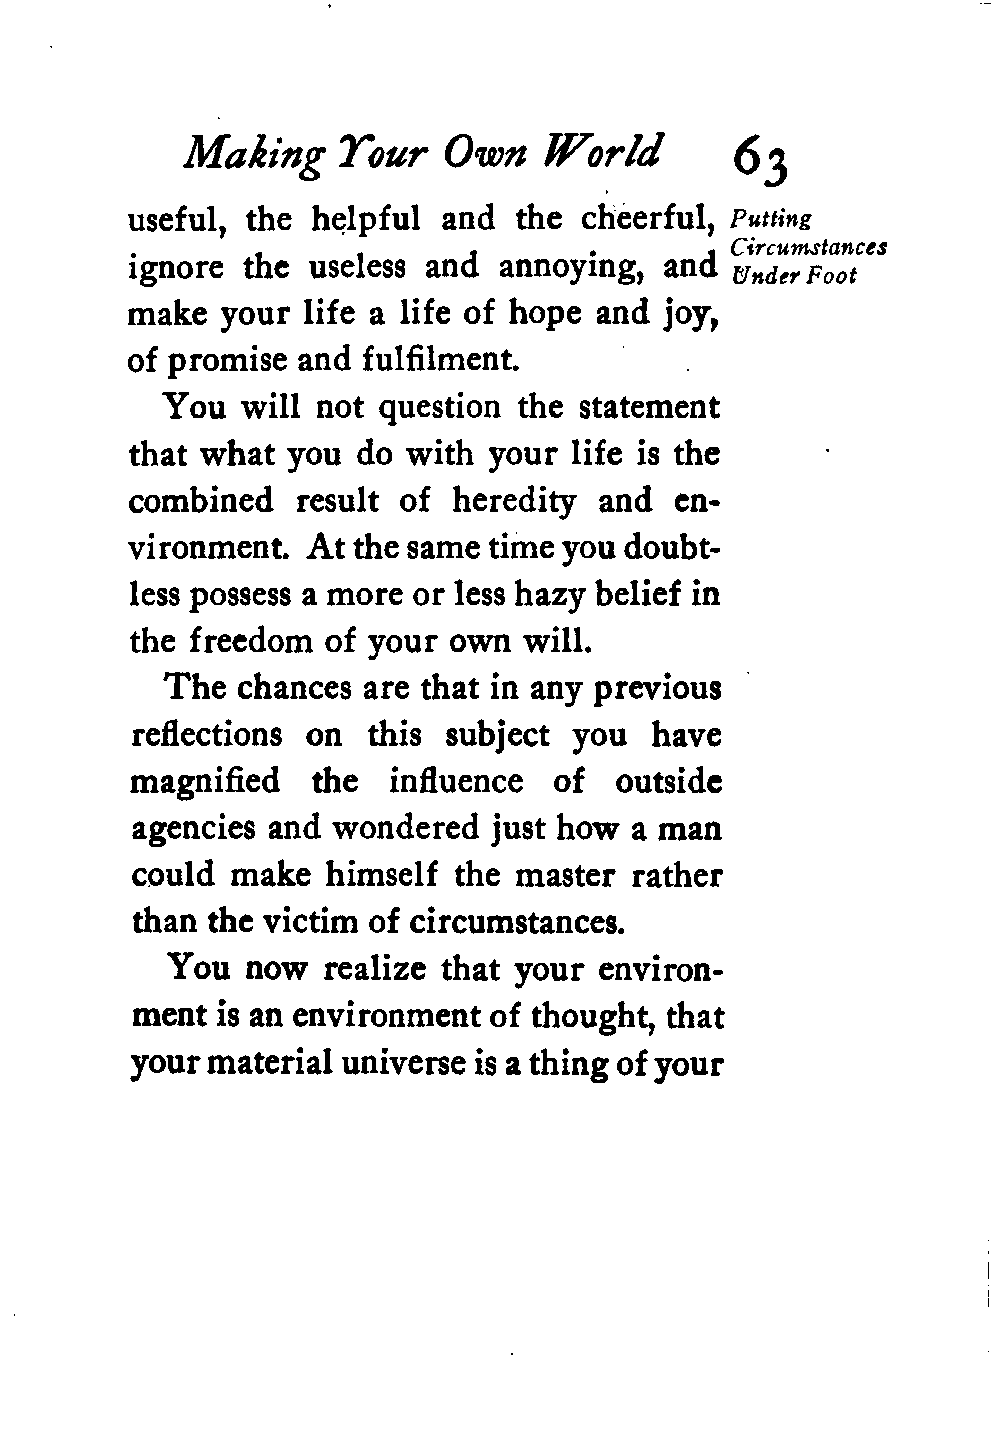 Making Your Own World 63
useful, the helpful and the cheerful,
ignore the useless and annoying, and
make your life a life of hope and joy,
of promise and fulfilment.
You will not question the statement
that what you do with your life is the
combined result of heredity and en-
vironment. At the same time you doubt-
less possess a more or less hazy belief in
the freedom of your own will.
The chances are that in any previous
reflections on this subject you have
magnified the influence of outside
agencies and wondered just how a man
could make himself the master rather
than the victim of circumstances.
You now realize that your environ-
ment is an environment of thought, that
your material universe is a thing of your
Putting
Circumstances
Under Foot